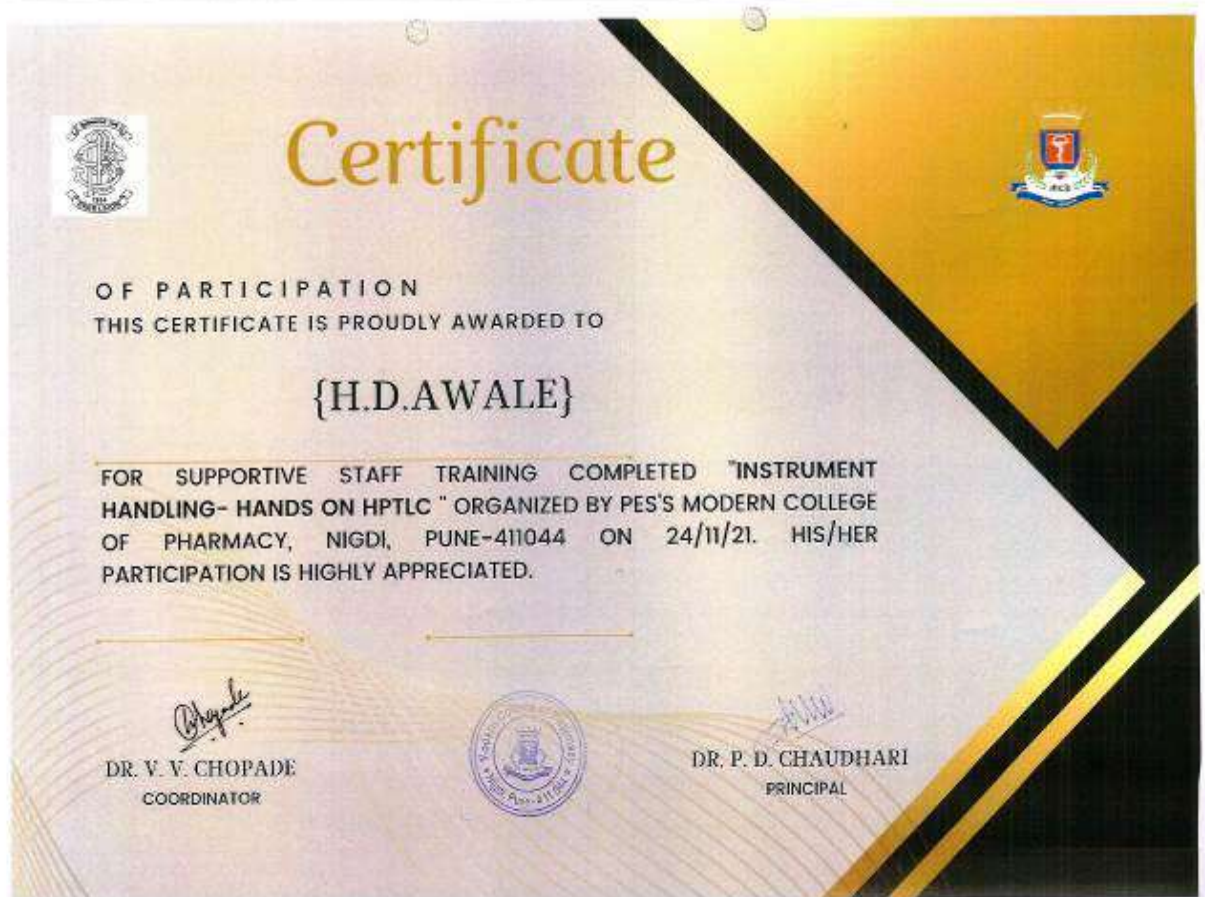 Certificate
OF PARTICIPATION
THIS CERTIFICATE IS PROUDLY AWARDED TO
{H.D.AWALE}
FOR SUPPORTIVE STAFF TRAINING COMPLETED "INSTRUMENT
HANDLING- HANDS ON HPTLC " ORGANIZED BY PES'S MODERN COLLEGE
OF PHARMACY, NIGDI, PUNE-411044 ON 24/11/21. HIS/HER
PARTICIPATION IS HIGHLY APPRECIATED.
Chopade
DR. V. V. CHOPADE
COORDINATOR
DR. P. D. CHAUDHARI
PRINCIPAL